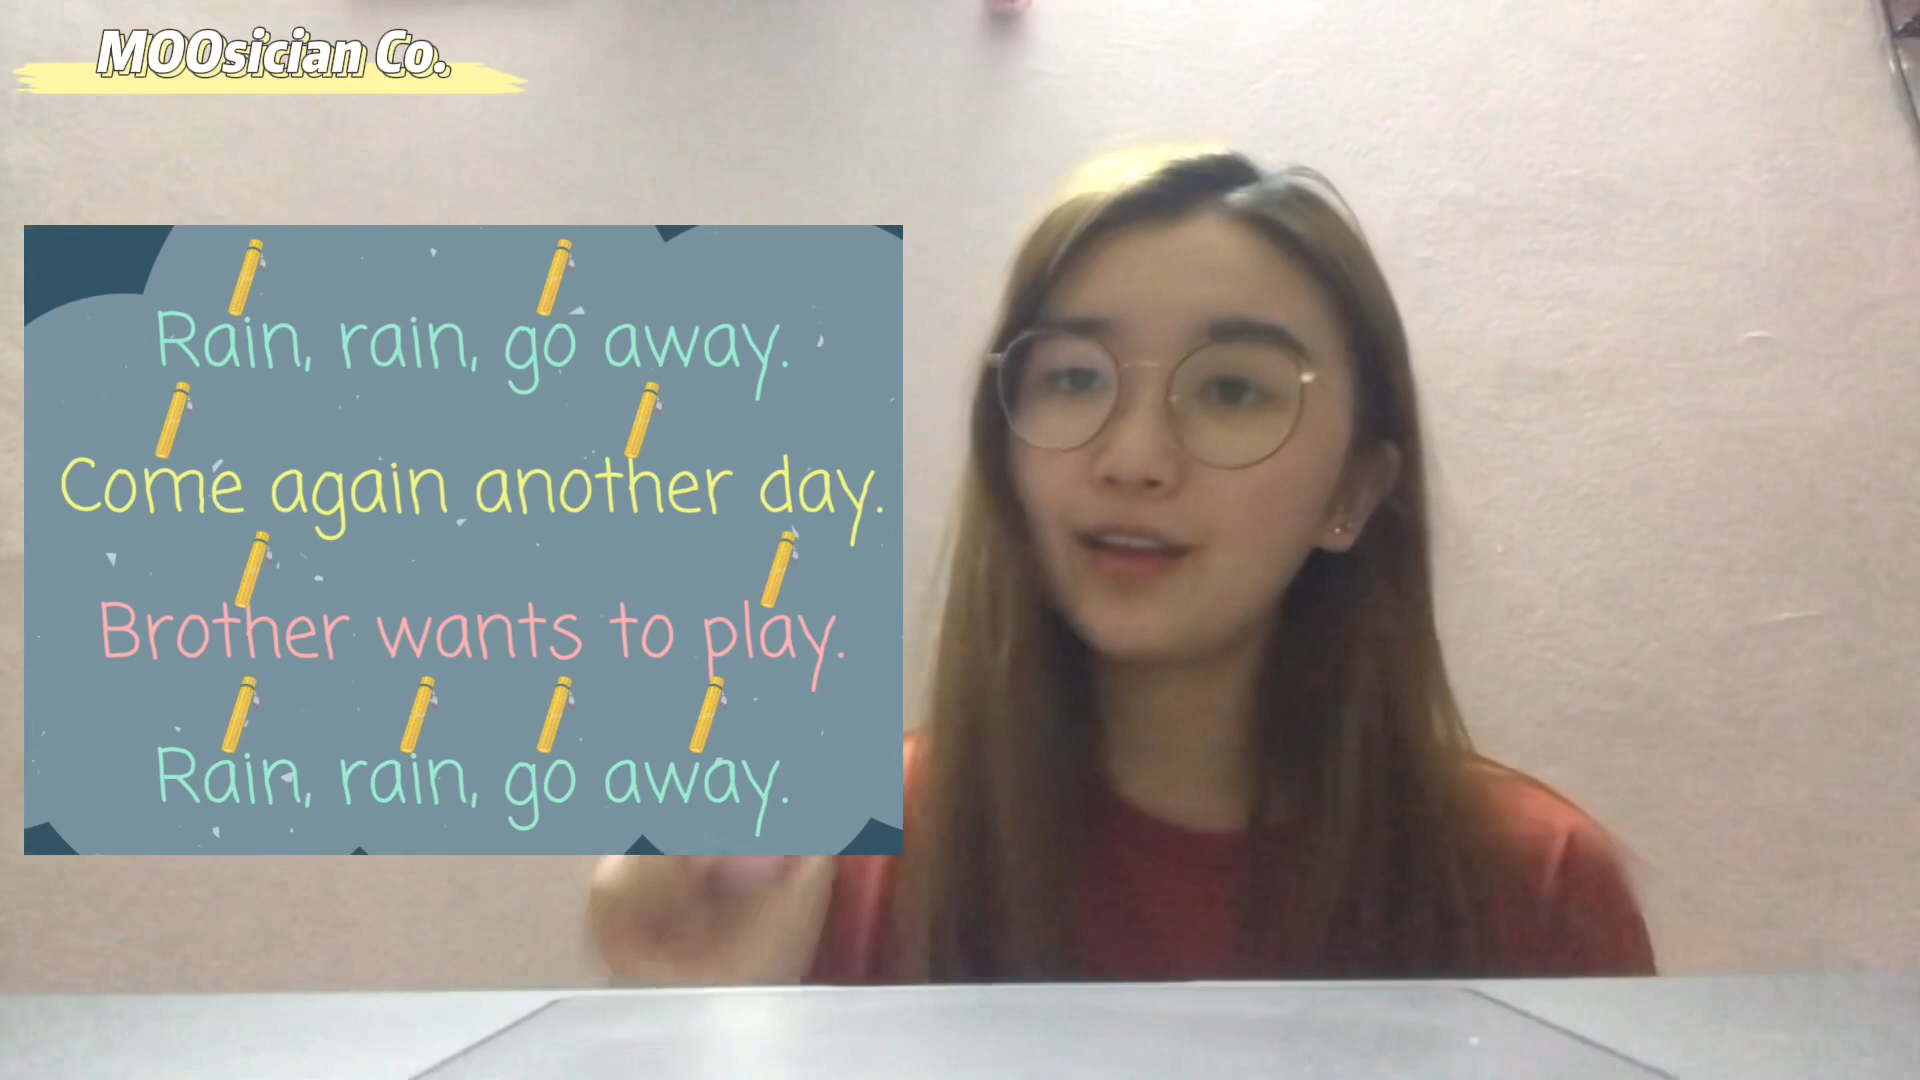 MOOsician Co.
Rain, rain, go away.
Come again another day.
Brother wants to play.
Rain, rain, go away.